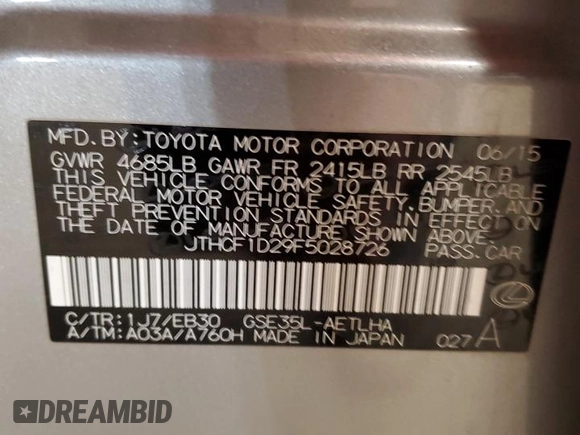 MFD.BY:TOYOTA MOTOR CORPORATION 06/15
GVWR 4685LB GAWR FR 2415LB RR 2545LB
THIS VEHICLE CONFORMS TO ALL APPLICABLE
FEDERAL MOTOR VEHICLE SAFETY,BUMPER,AND
THEFT PREVENTION STANDARDS IN EFFECT ON
THE DATE OF MANUFACTURE SHOWN ABOVE.
JTHCF1D29F5028726 PASS.CAR
C/TR:1J7/EB30 GSE35L-AETLHA
A/TM:A03A/A760H MADE IN JAPAN 027A
DREAMBID